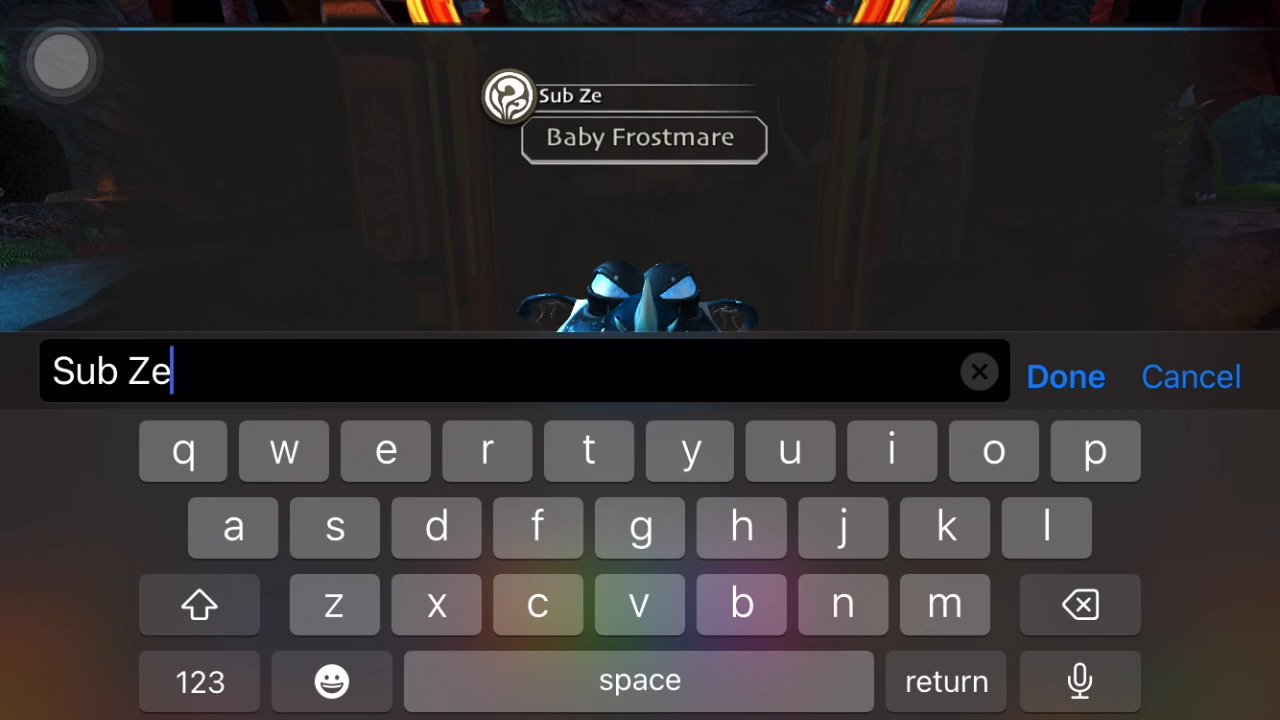 Sub Ze
Baby Frostmare
Sub Ze
Done Cancel
q w e r t y u i o p
a s d f g h j k l
z x c v b n m
123 space return